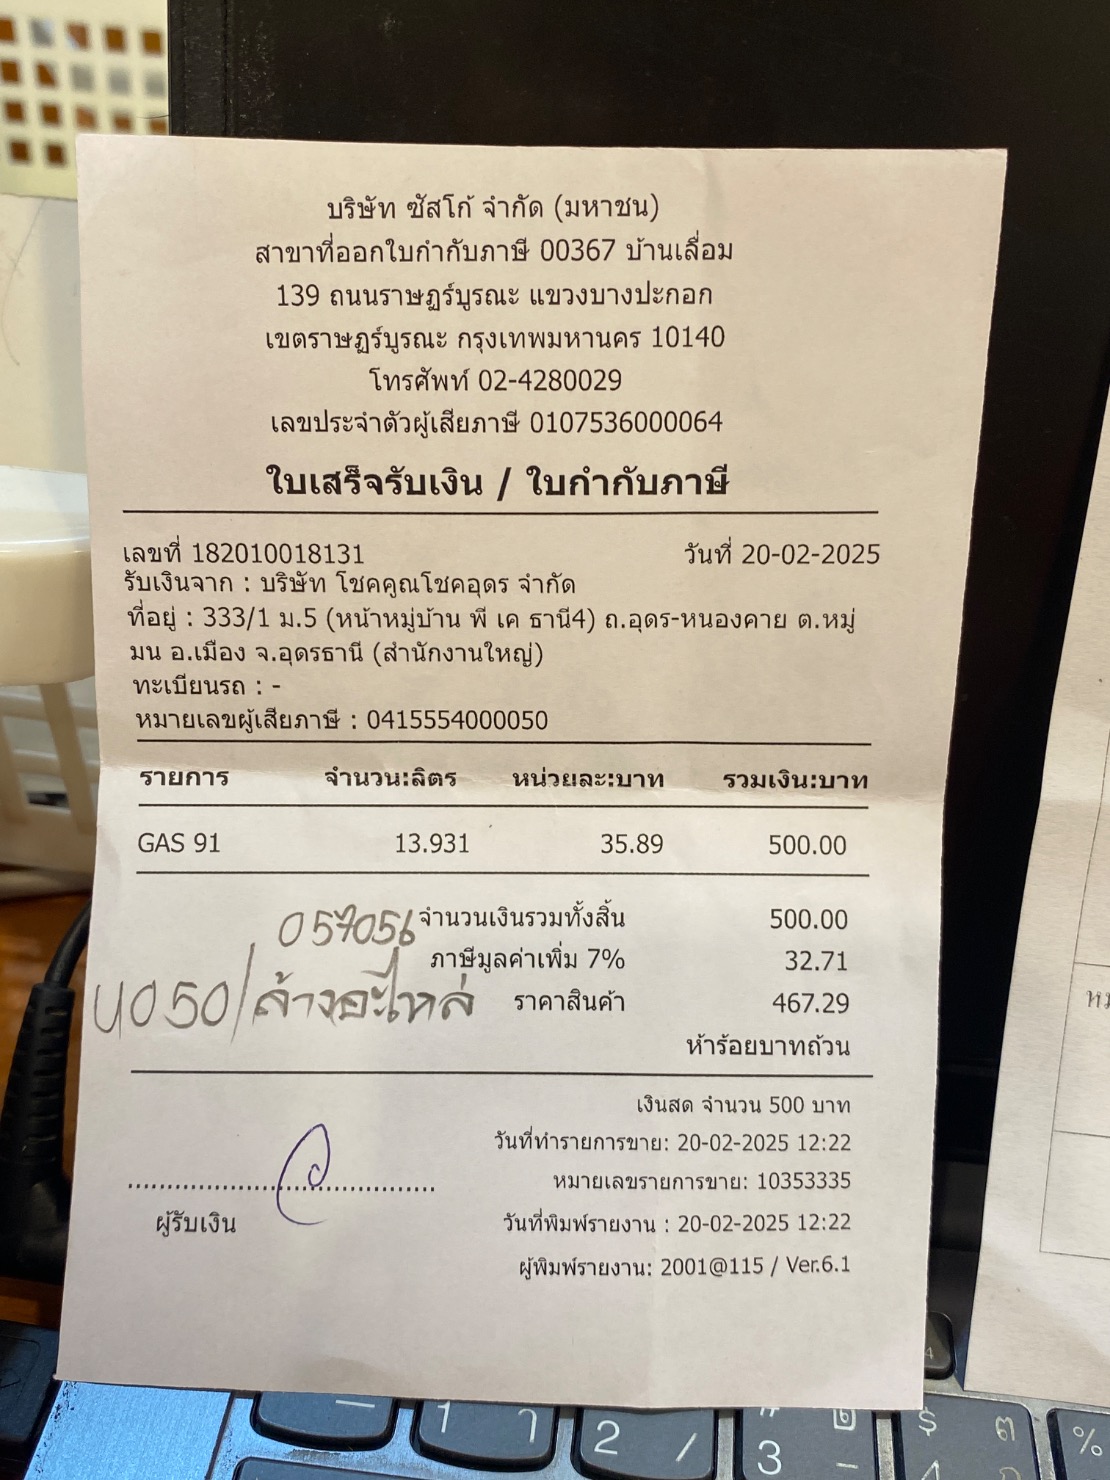 บริษัท ซัสโก้ จำกัด (มหาชน)
สาขาที่ออกใบกำกับภาษี 00367 บ้านเลื่อม
139 ถนนราษฎร์บูรณะ แขวงบางปะกอก
เขตราษฎร์บูรณะ กรุงเทพมหานคร 10140
โทรศัพท์ 02-4280029
เลขประจำตัวผู้เสียภาษี 0107536000064
ใบเสร็จรับเงิน / ใบกำกับภาษี
เลขที่ 182010018131 วันที่ 20-02-2025
รับเงินจาก : บริษัท โชคคูณโชคอุดร จำกัด
ที่อยู่ : 333/1 ม.5 (หน้าหมู่บ้าน พี เค ธานี4) ถ.อุดร-หนองคาย ต.หมู่
มน อ.เมือง จ.อุดรธานี (สำนักงานใหญ่)
ทะเบียนรถ : -
หมายเลขผู้เสียภาษี : 0415554000050
รายการ จำนวน:ลิตร หน่วยละ:บาท รวมเงิน:บาท
GAS 91 13.931 35.89 500.00
057056 จำนวนเงินรวมทั้งสิ้น 500.00
ภาษีมูลค่าเพิ่ม 7% 32.71
ล้างอะไหล่ ราคาสินค้า 467.29
ห้าร้อยบาทถ้วน
เงินสด จำนวน 500 บาท
วันที่ทำรายการขาย: 20-02-2025 12:22
หมายเลขรายการขาย: 10353335
ผู้รับเงิน วันที่พิมพ์รายงาน : 20-02-2025 12:22
ผู้พิมพ์รายงาน: 2001@115 / Ver.6.1
1 2 / 3 $ ๓ %